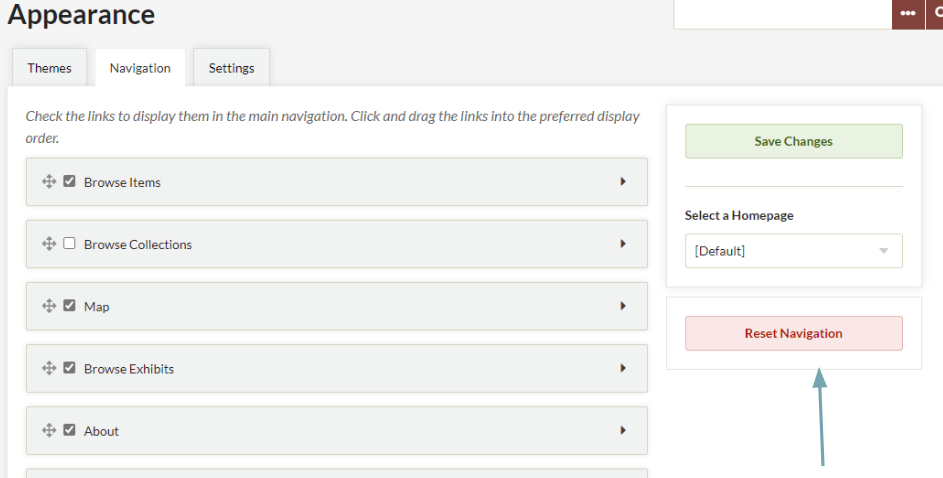 Appearance
Themes
Navigation
Settings
Check the links to display them in the main navigation. Click and drag the links into the preferred display
order.
Browse Items
Browse Collections
Map
Browse Exhibits
About
Save Changes
Select a Homepage
[Default]
Reset Navigation